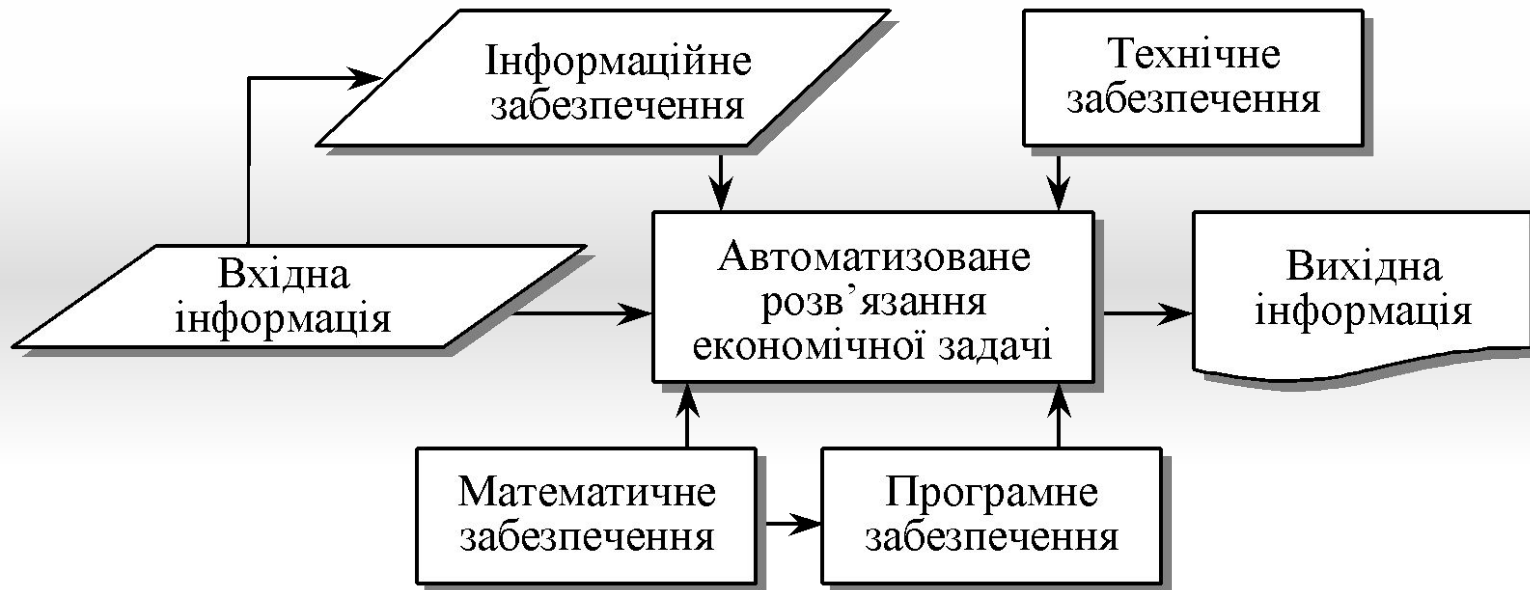 Інформаційне
забезпечення
Технічне
забезпечення
Вхідна
інформація
Автоматизоване
розв’язання
економічної задачі
Вихідна
інформація
Математичне
забезпечення
Програмне
забезпечення